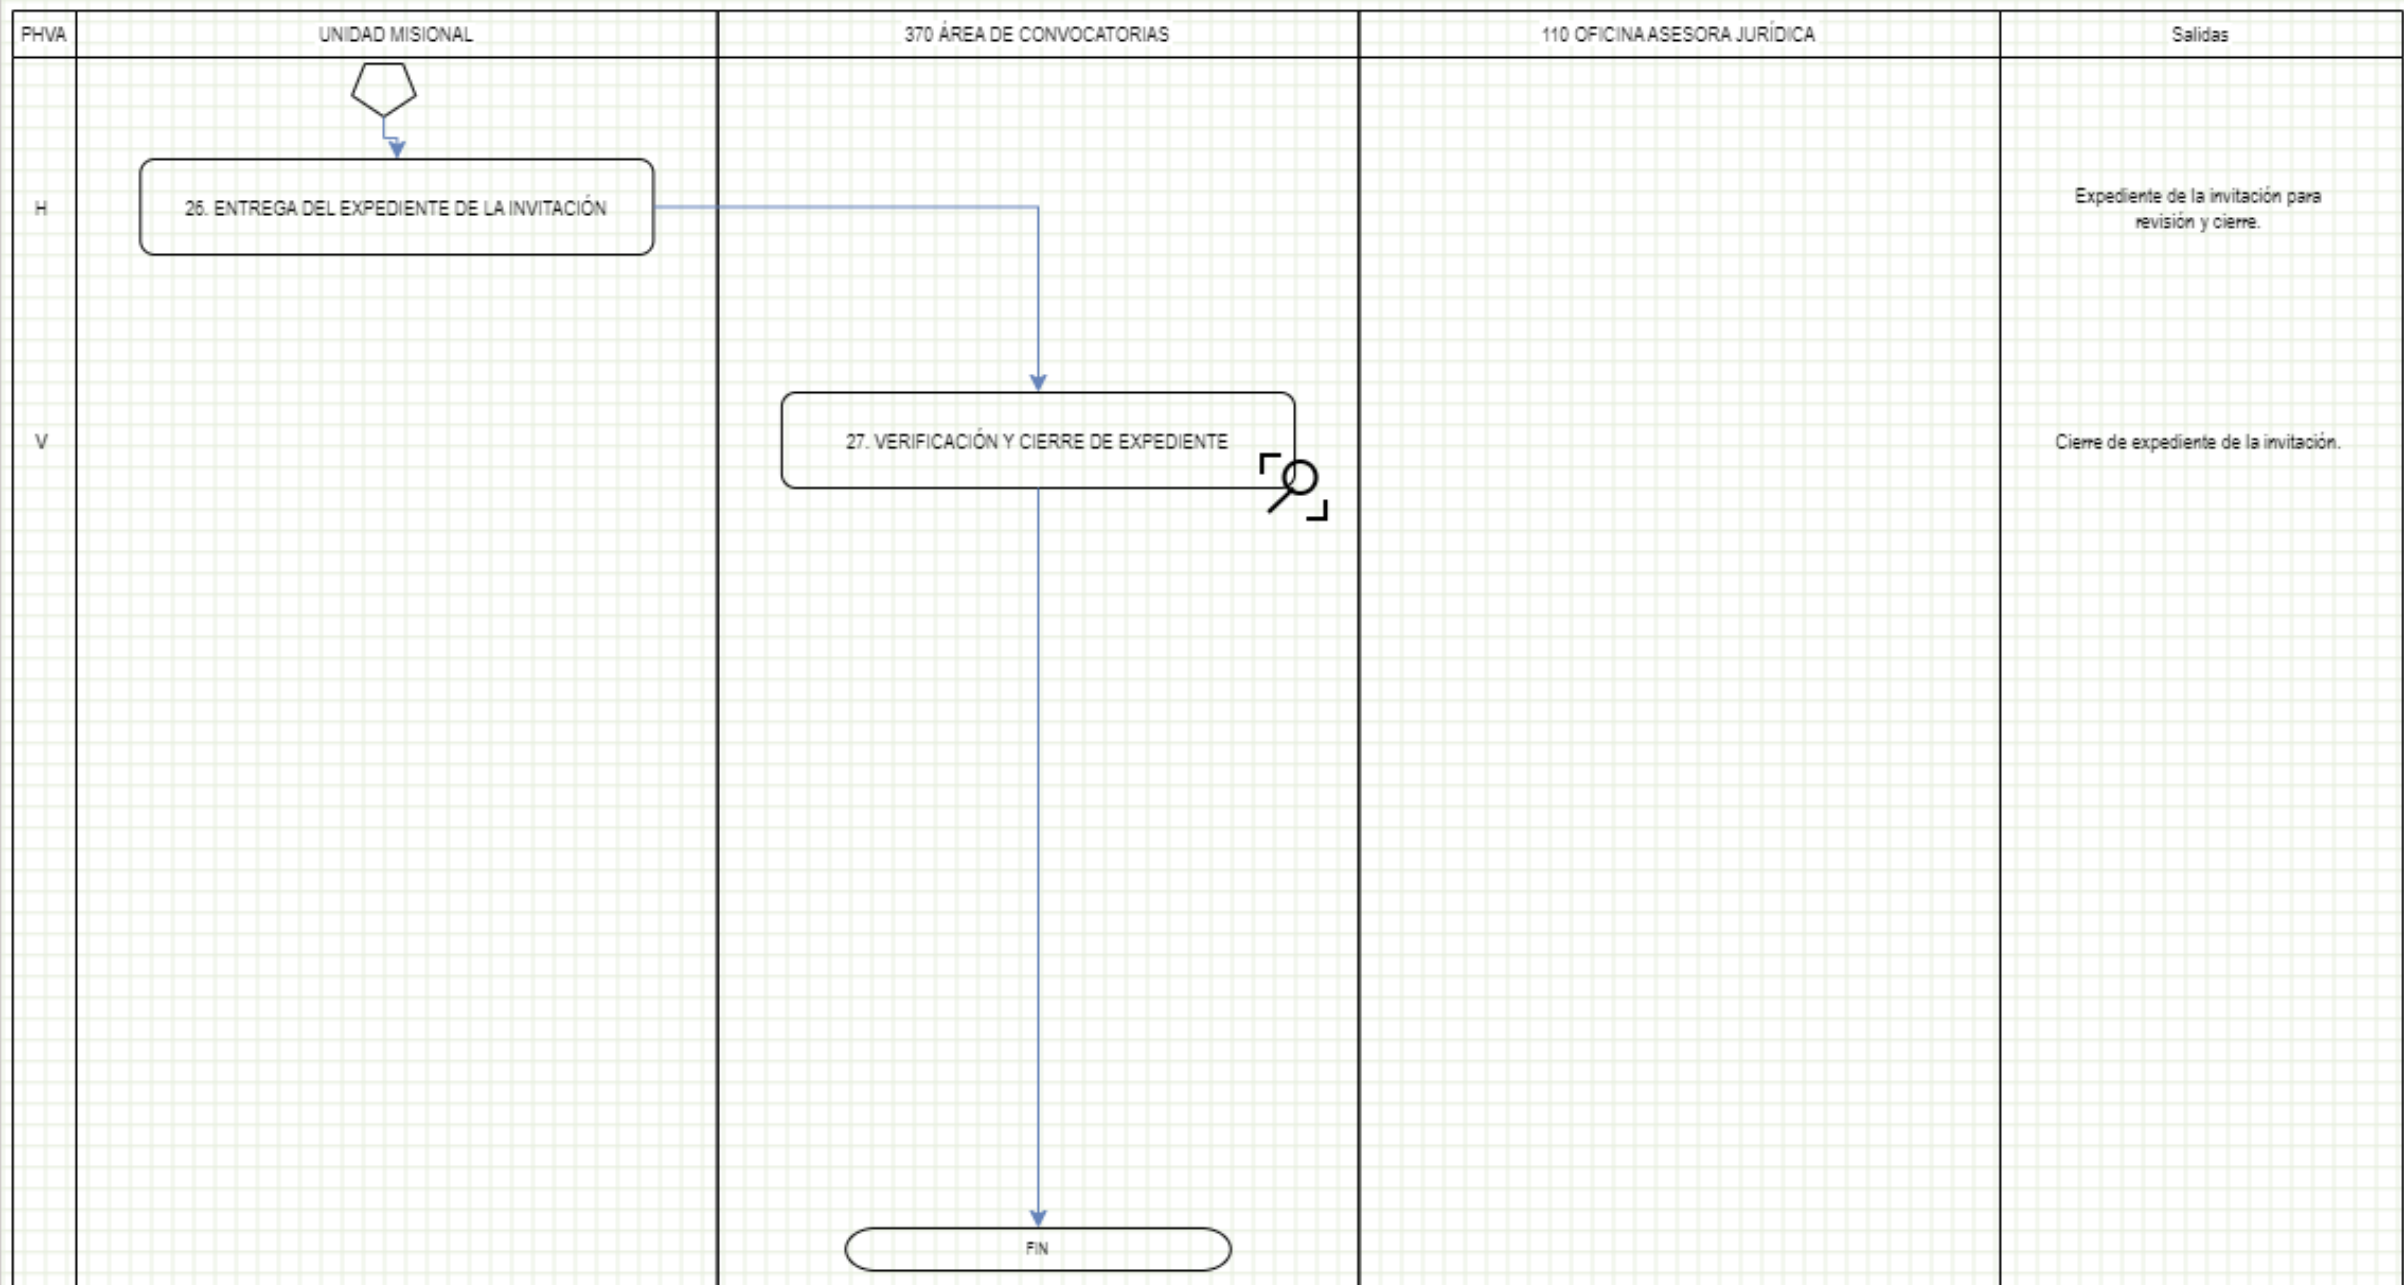 PHVA
UNIDAD MISIONAL
370 ÁREA DE CONVOCATORIAS
110 OFICINA ASESORA JURÍDICA
Salidas
H
26. ENTREGA DEL EXPEDIENTE DE LA INVITACIÓN
Expediente de la invitación para
revisión y cierre.
V
27. VERIFICACIÓN Y CIERRE DE EXPEDIENTE
Cierre de expediente de la invitación.
FIN